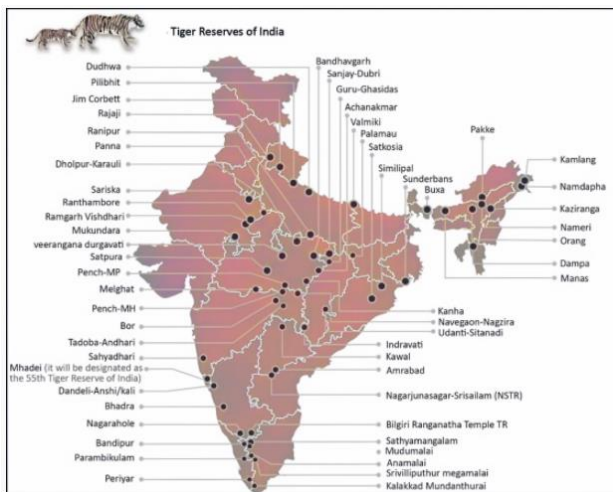 Tiger Reserves of India
Dudhwa
Pilibhit
Jim Corbett
Rajaji
Ranipur
Panna
Dholpur-Karauli
Sariska
Ranthambore
Ramgarh Vishdhari
Mukundara
veerangana durgavati
Satpura
Pench-MP
Melghat
Pench-MH
Bor
Tadoba-Andhari
Sahyadhari
Mhadei (it will be designated as
the 55th Tiger Reserve of India)
Dandeli-Anshi/kali
Bhadra
Nagarahole
Bandipur
Parambikulam
Periyar
Bandhavgarh
Sanjay-Dubri
Guru-Ghasidas
Achanakmar
Valmiki
Palamau
Satkosia
Similipal
Sunderbans
Buxa
Pakke
Kamlang
Namdapha
Kaziranga
Nameri
Orang
Dampa
Manas
Kanha
Navegaon-Nagzira
Udanti-Sitanadi
Indravati
Kawal
Amrabad
Nagarjunasagar-Srisailam (NSTR)
Bilgiri Ranganatha Temple TR
Sathyamangalam
Mudumalai
Anamalai
Srivilliputhur megamalai
Kalakkad Mundanthurai